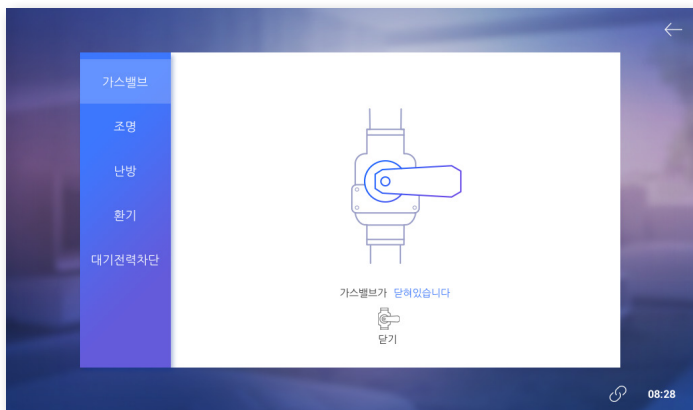 가스밸브
조명
난방
환기
대기전력차단
가스밸브가 닫혀있습니다
닫기
08:28